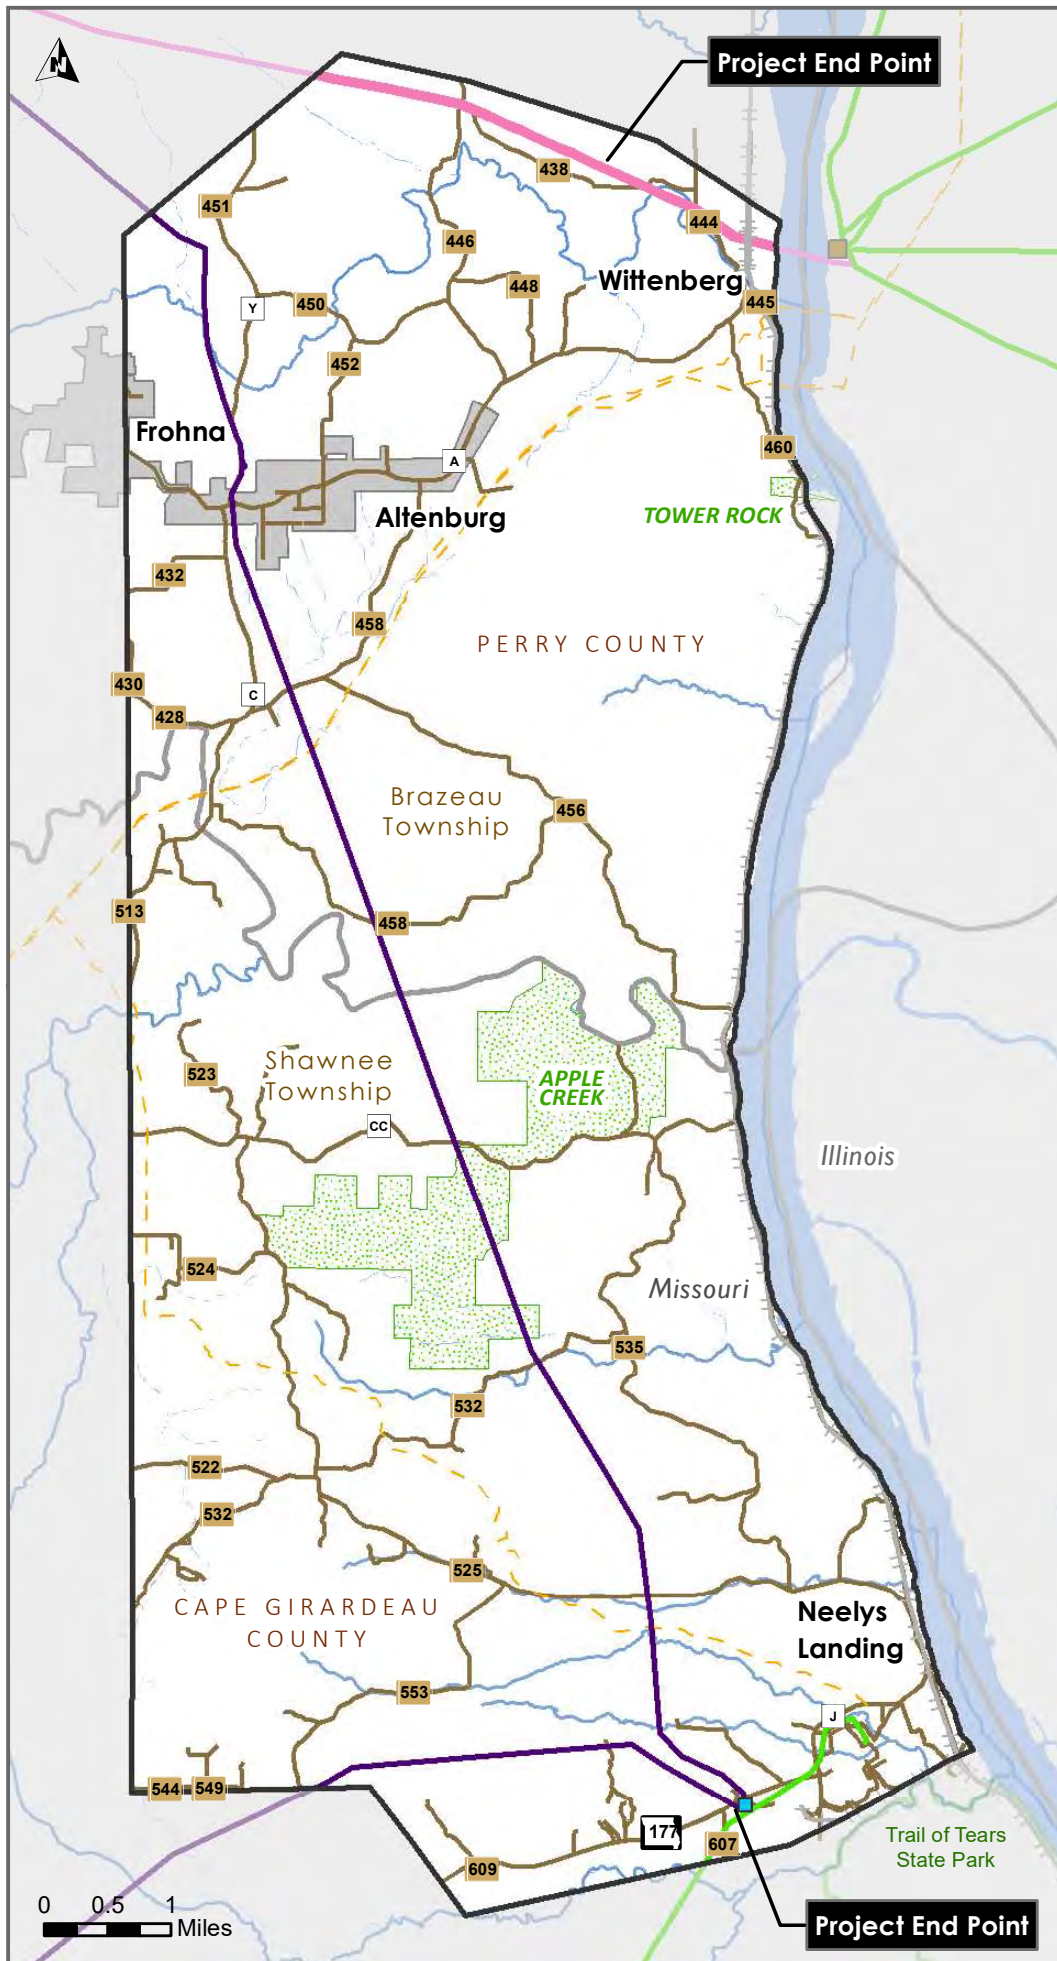 N
Project End Point
438
451
444
446
448
Wittenberg
Y
450
445
452
Frohna
460
A
Altenburg
TOWER ROCK
432
458
PERRY COUNTY
430
C
428
Brazeau
Township
456
513
458
Shawnee
Township
523
APPLE
CREEK
CC
Illinois
524
Missouri
535
532
522
532
525
CAPE GIRARDEAU
COUNTY
Neelys
Landing
553
J
544
549
177
607
609
Trail of Tears
State Park
0 0.5 1
Miles
Project End Point